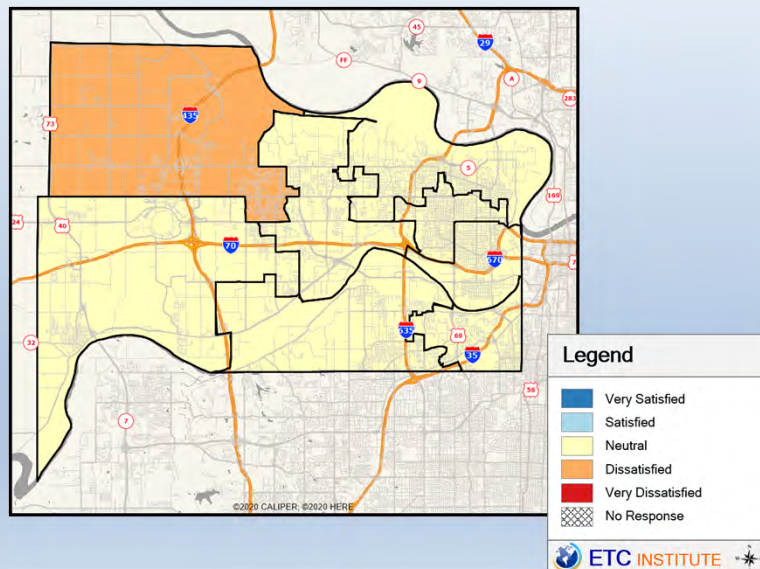 45
29
FF
9
A
283
435
73
5
169
24
40
70
7
670
32
635
69
35
56
7
©2020 CALIPER; ©2020 HERE
Legend
Very Satisfied
Satisfied
Neutral
Dissatisfied
Very Dissatisfied
No Response
N
W
ETC INSTITUTE